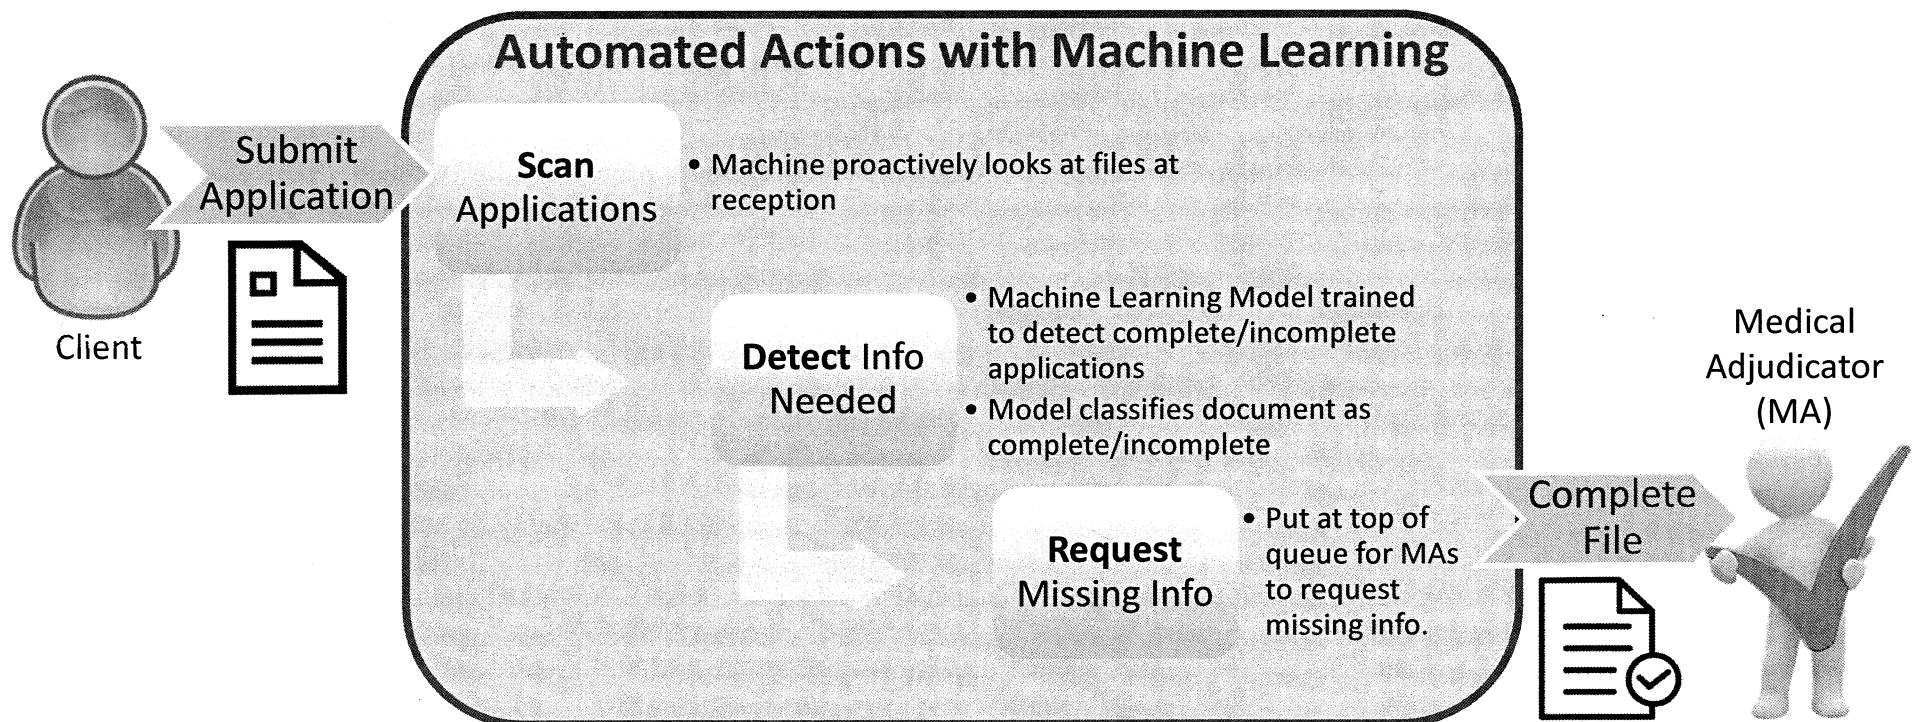 Automated Actions with Machine Learning
Submit
Application
Client
Scan
Applications
• Machine proactively looks at files at
reception
Detect Info
Needed
• Machine Learning Model trained
to detect complete/incomplete
applications
• Model classifies document as
complete/incomplete
Request
Missing Info
• Put at top of
queue for MAs
to request
missing info.
Complete
File
Medical
Adjudicator
(MA)